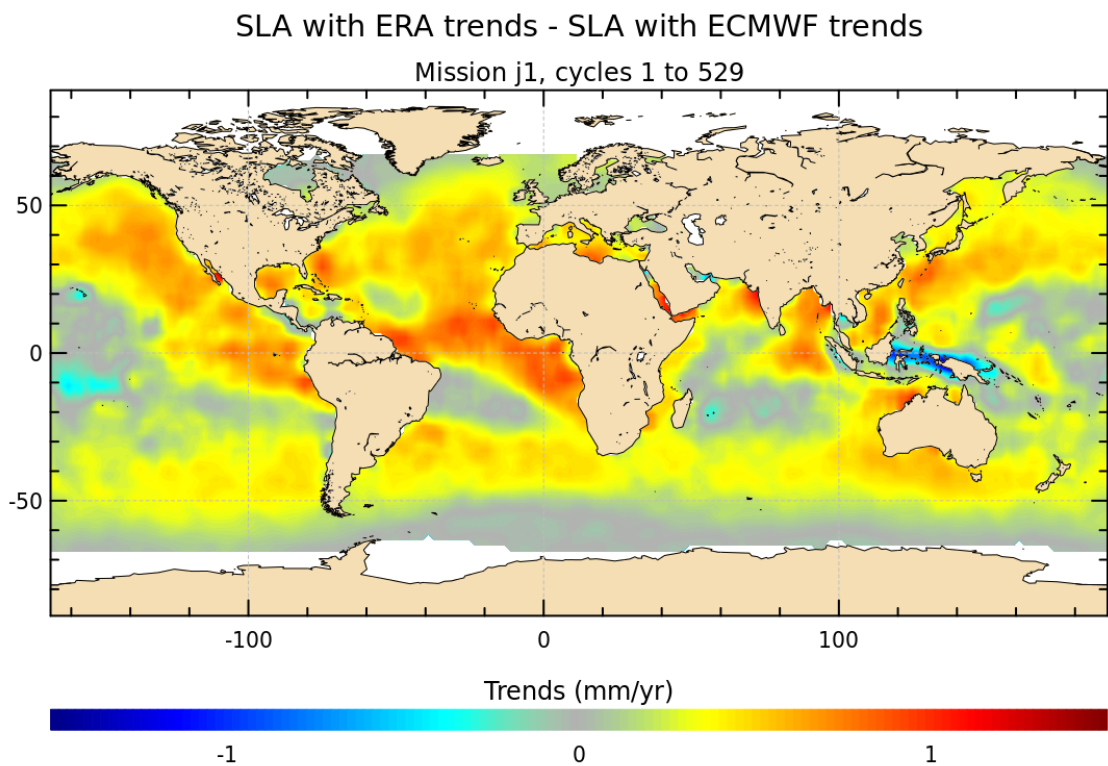 SLA with ERA trends - SLA with ECMWF trends
Mission j1, cycles 1 to 529
50
0
-50
-100 0 100
Trends (mm/yr)
-1 0 1